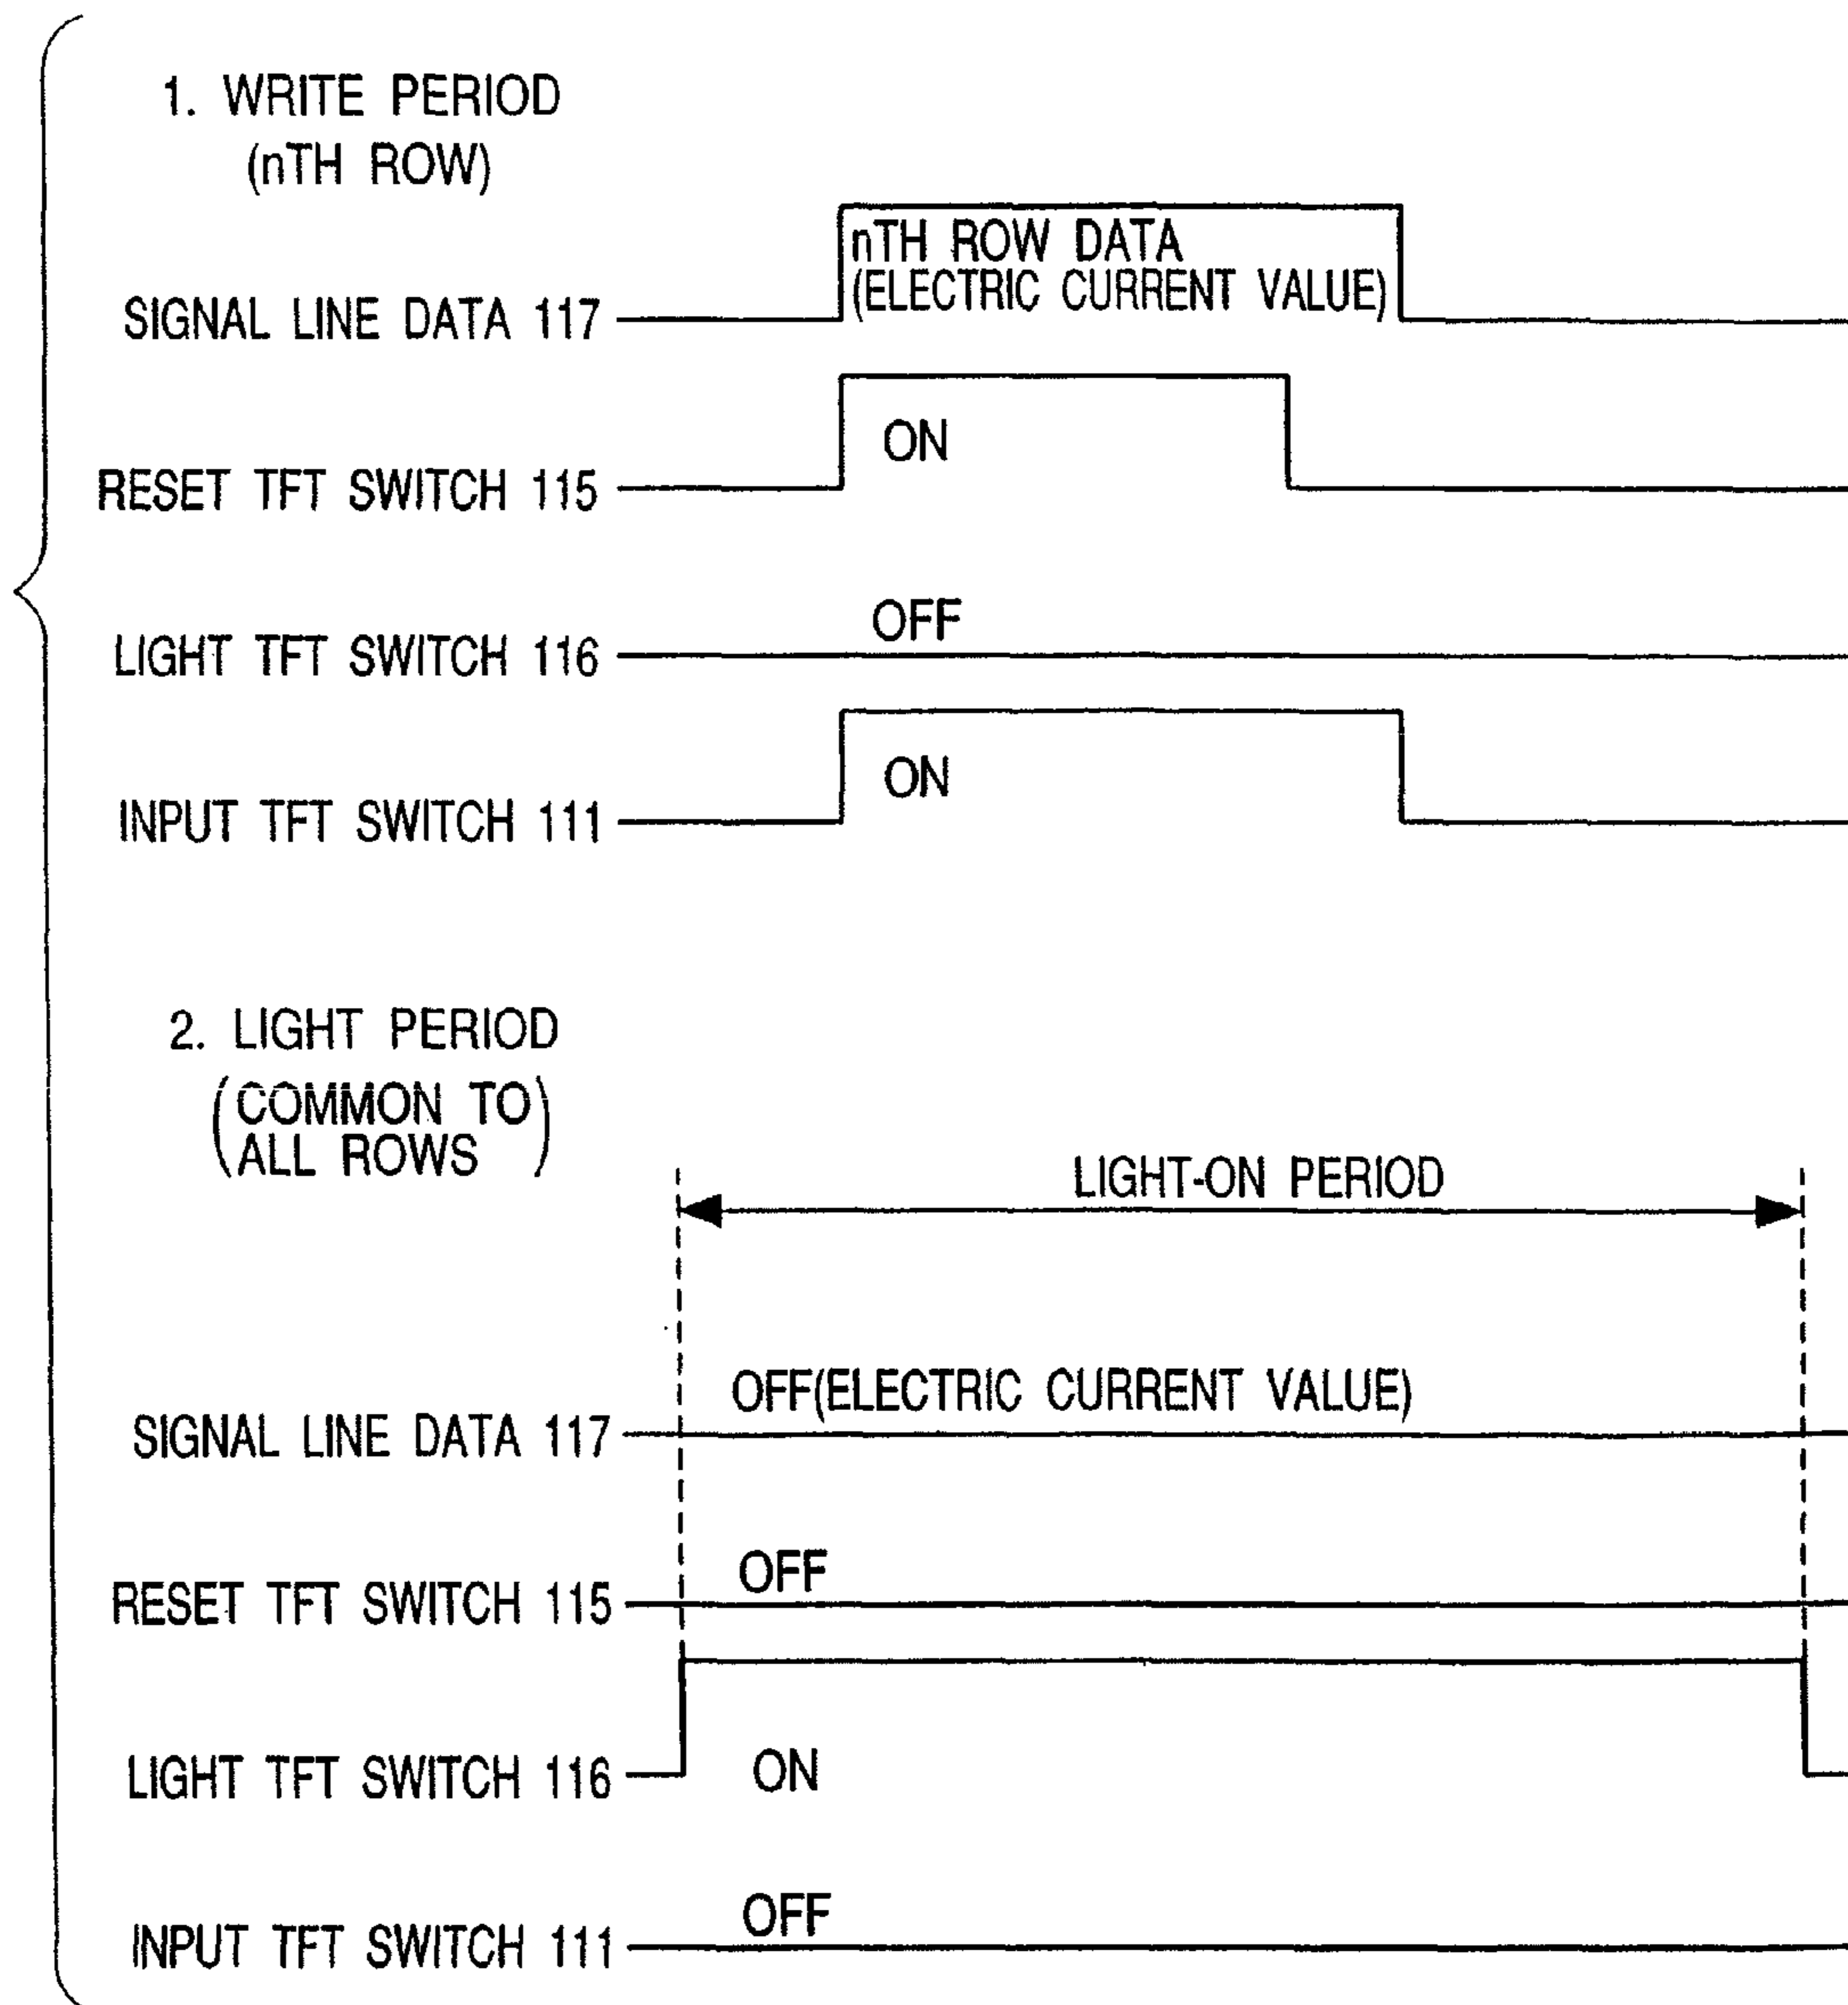 1. WRITE PERIOD
(nTH ROW)
nTH ROW DATA
(ELECTRIC CURRENT VALUE)
SIGNAL LINE DATA 117
ON
RESET TFT SWITCH 115
OFF
LIGHT TFT SWITCH 116
ON
INPUT TFT SWITCH 111
2. LIGHT PERIOD
(COMMON TO
ALL ROWS)
LIGHT-ON PERIOD
OFF(ELECTRIC CURRENT VALUE)
SIGNAL LINE DATA 117
OFF
RESET TFT SWITCH 115
LIGHT TFT SWITCH 116
ON
OFF
INPUT TFT SWITCH 111